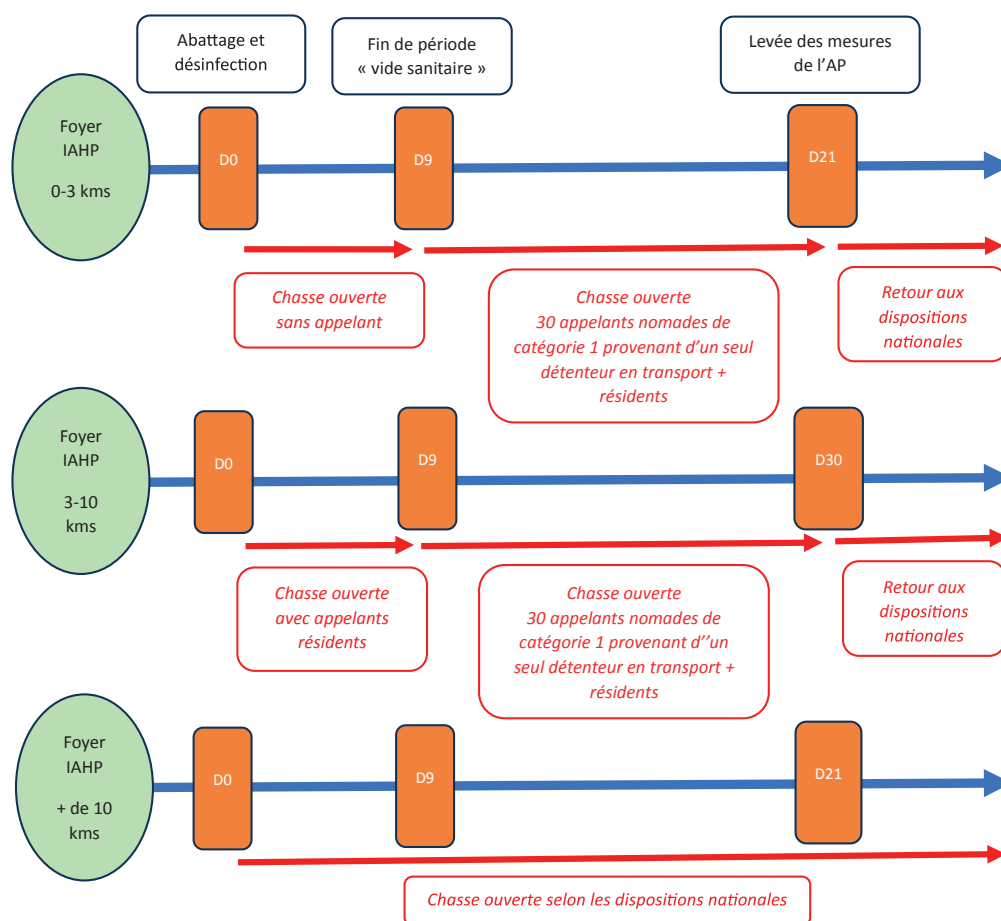 Abattage et
désinfection
Fin de période
« vide sanitaire »
Levée des mesures
de l’AP
Foyer
IAHP
0-3 kms
D0
D9
D21
Chasse ouverte
sans appelant
Chasse ouverte
30 appelants nomades de
catégorie 1 provenant d’un seul
détenteur en transport +
résidents
Retour aux
dispositions
nationales
Foyer
IAHP
3-10
kms
D0
D9
D30
Chasse ouverte
avec appelants
résidents
Chasse ouverte
30 appelants nomades de
catégorie 1 provenant d’’un
seul détenteur en transport +
résidents
Retour aux
dispositions
nationales
Foyer
IAHP
+ de 10
kms
D0
D9
D21
Chasse ouverte selon les dispositions nationales